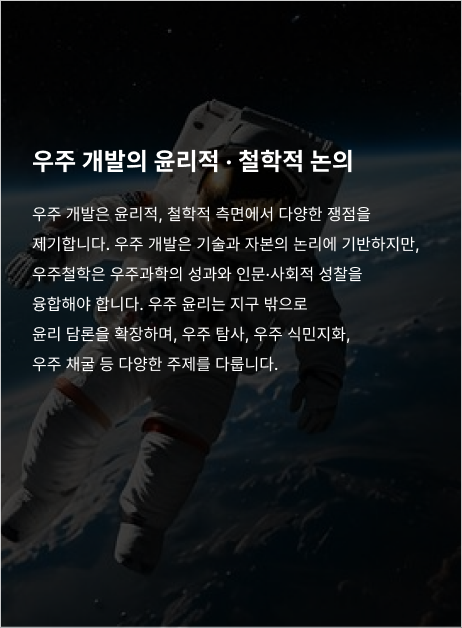 우주 개발의 윤리적 · 철학적 논의
우주 개발은 윤리적, 철학적 측면에서 다양한 쟁점을
제기합니다. 우주 개발은 기술과 자본의 논리에 기반하지만,
우주철학은 우주과학의 성과와 인문·사회적 성찰을
융합해야 합니다. 우주 윤리는 지구 밖으로
윤리 담론을 확장하며, 우주 탐사, 우주 식민지화,
우주 채굴 등 다양한 주제를 다룹니다.